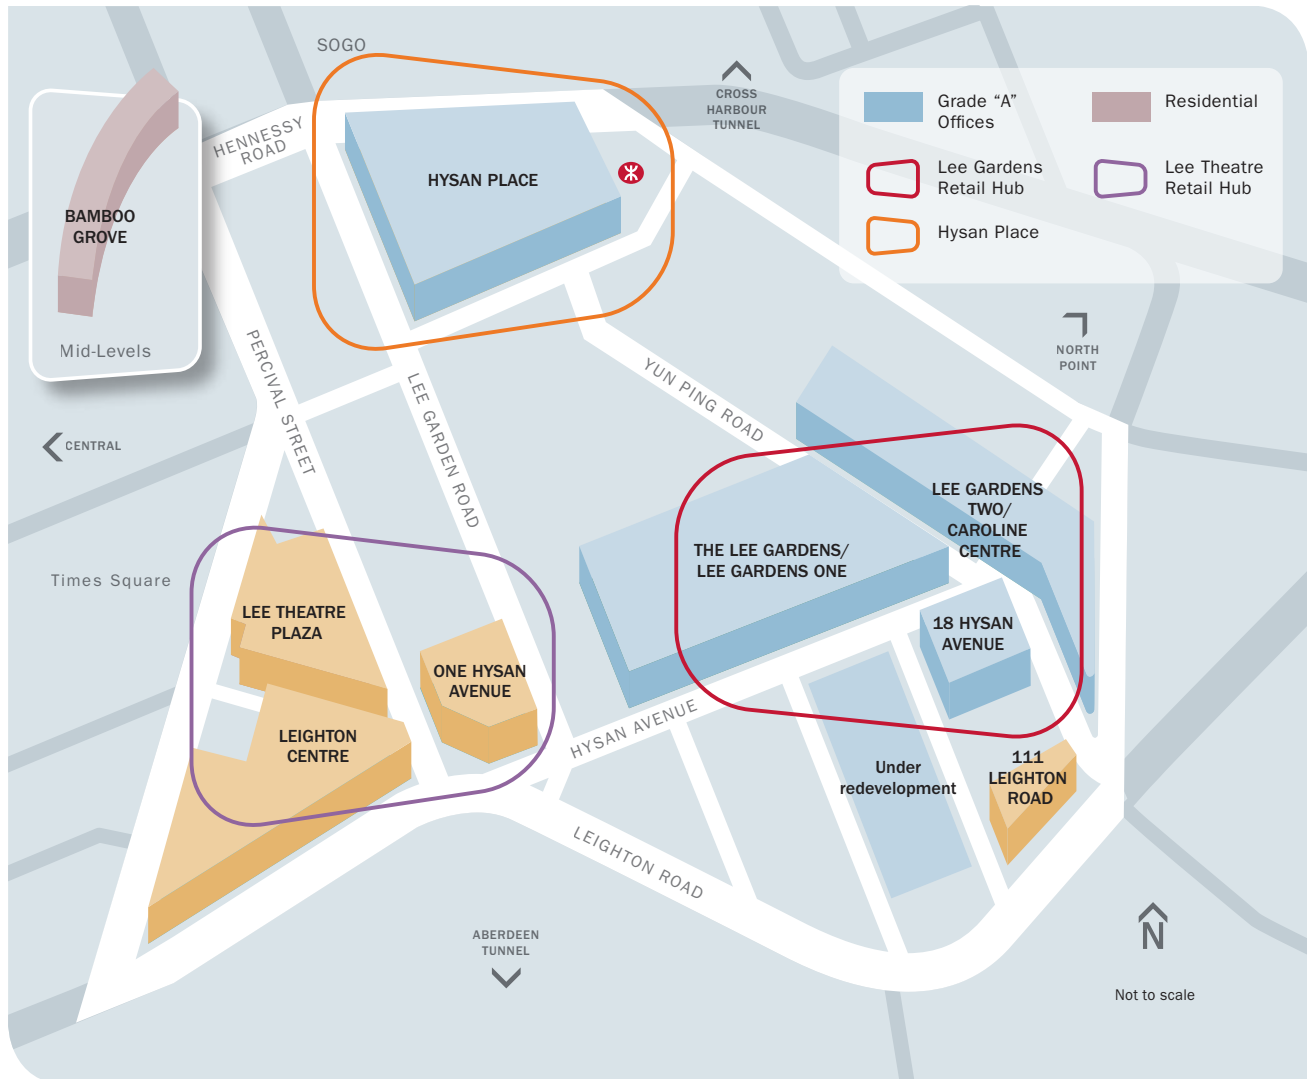 SOGO
CROSS
HARBOUR
TUNNEL
Grade “A”
Offices
Residential
Lee Gardens
Retail Hub
Lee Theatre
Retail Hub
Hysan Place
HENNESSY
ROAD
HYSAN PLACE
BAMBOO
GROVE
Mid-Levels
NORTH
POINT
PERCIVAL STREET
LEE GARDEN ROAD
YUN PING ROAD
CENTRAL
LEE GARDENS
TWO/
CAROLINE
CENTRE
THE LEE GARDENS/
LEE GARDENS ONE
Times Square
LEE THEATRE
PLAZA
18 HYSAN
AVENUE
ONE HYSAN
AVENUE
HYSAN AVENUE
LEIGHTON
CENTRE
Under
redevelopment
111
LEIGHTON
ROAD
LEIGHTON ROAD
ABERDEEN
TUNNEL
N
Not to scale